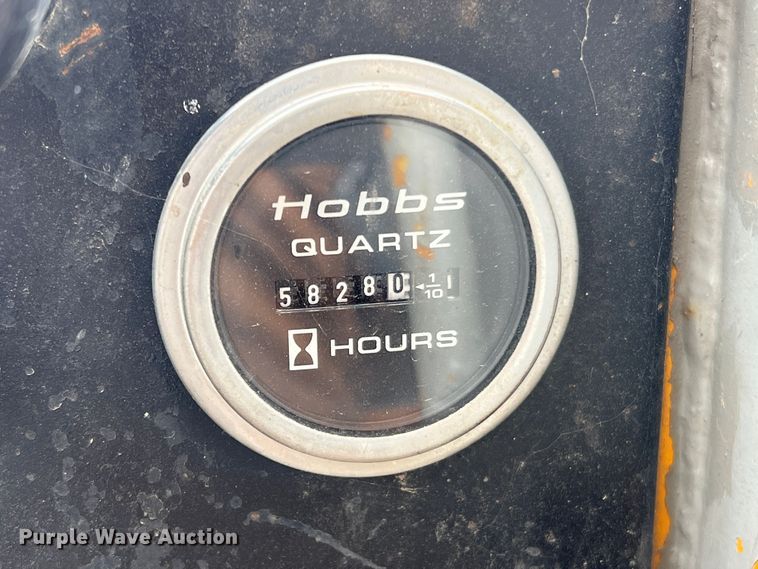 Hobbs
QUARTZ
58280 ◄1/10
HOURS
Purple Wave Auction